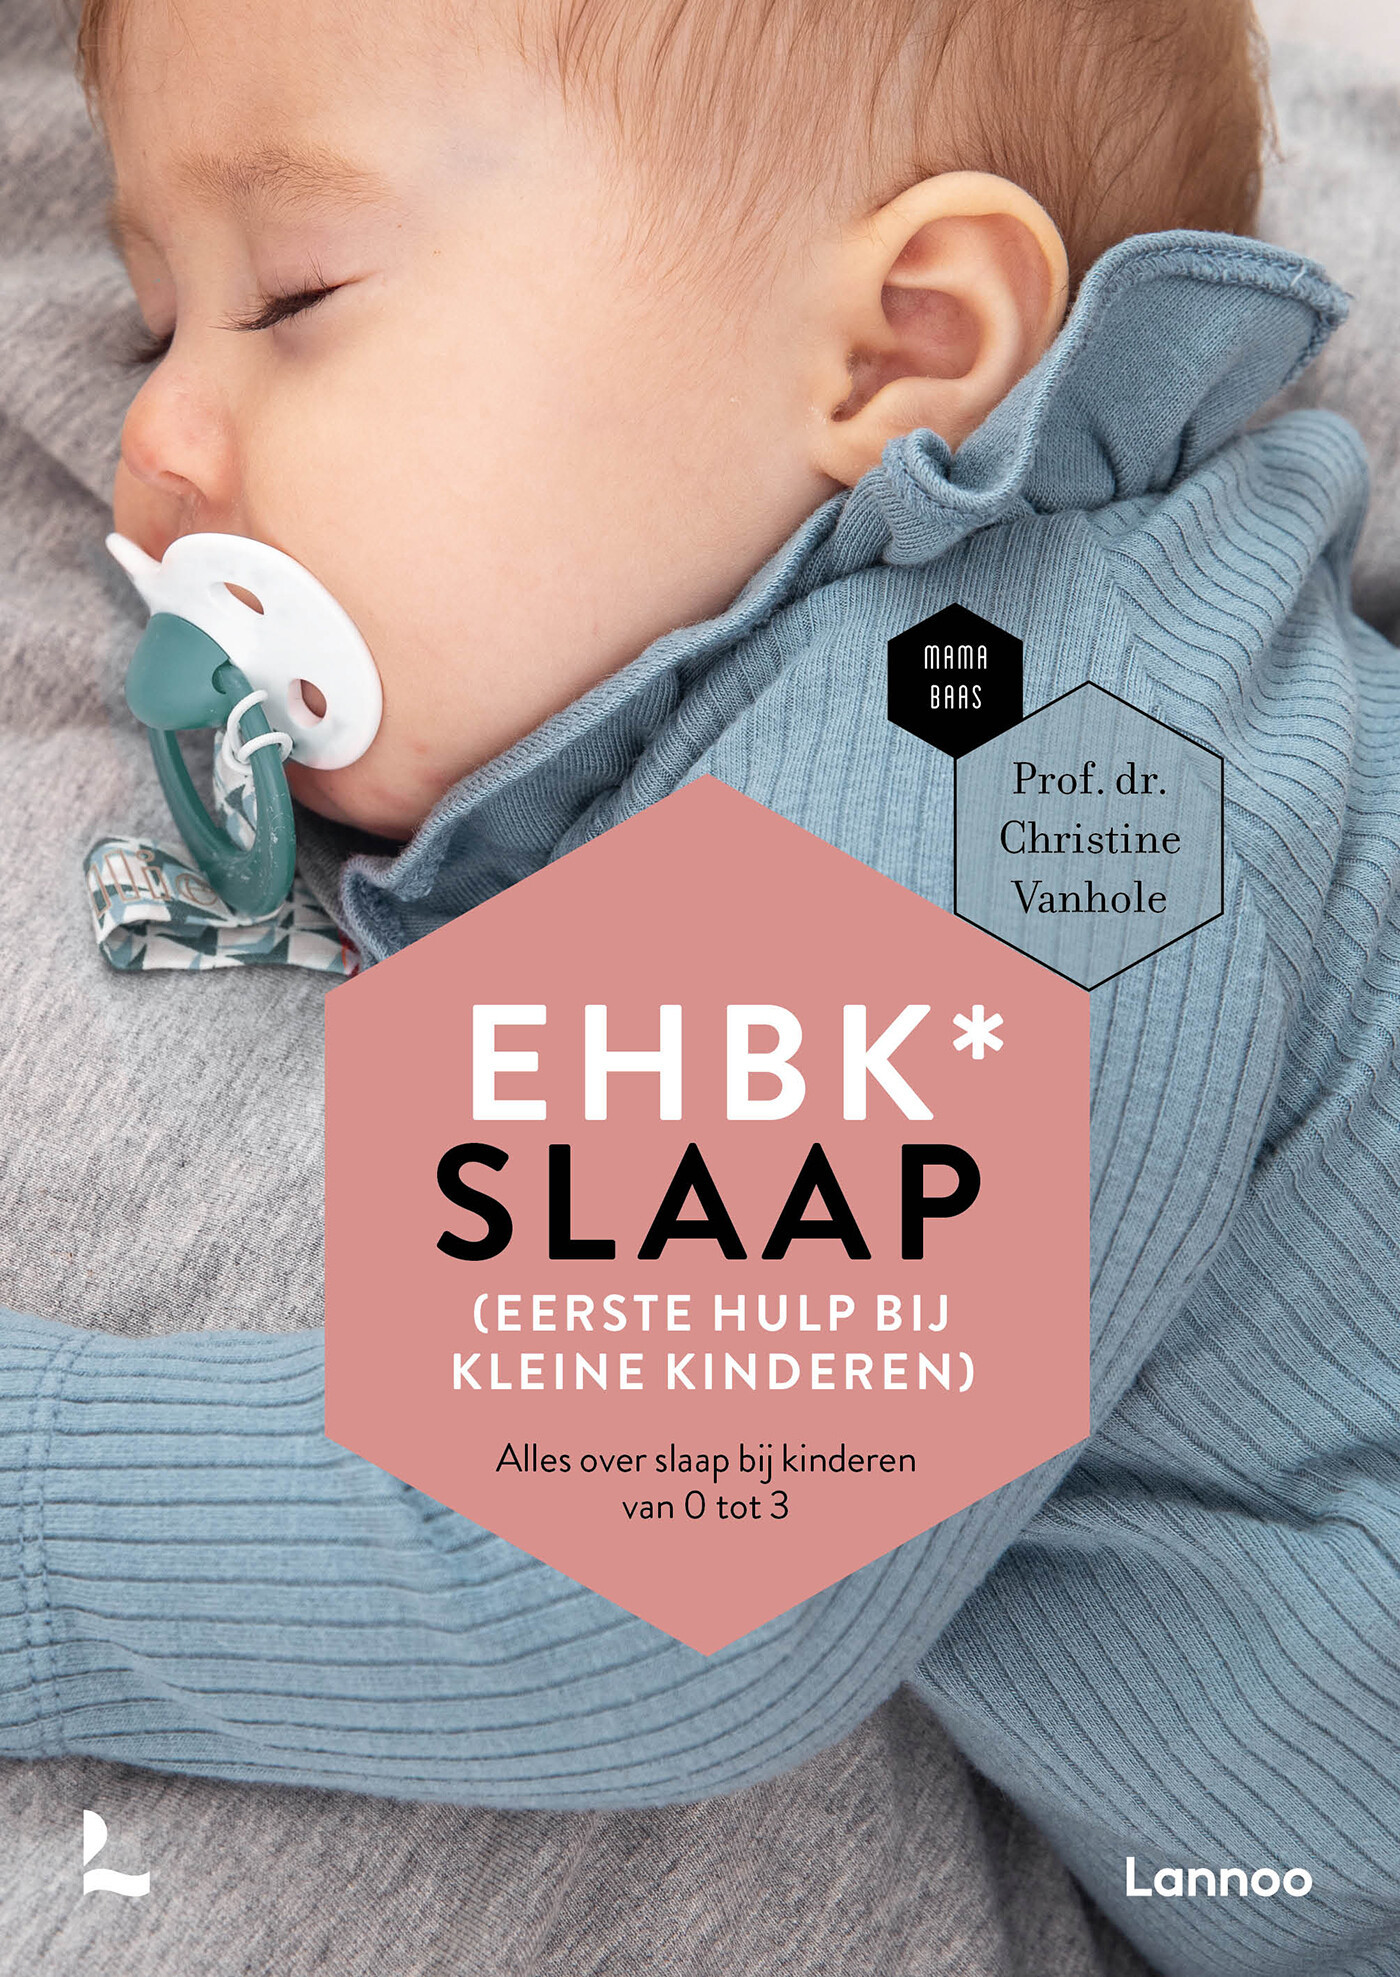 MAMA
BAAS
Prof. dr.
Christine
Vanhole
EHBK*
SLAAP
(EERSTE HULP BIJ
KLEINE KINDEREN)
Alles over slaap bij kinderen
van 0 tot 3
Lannoo